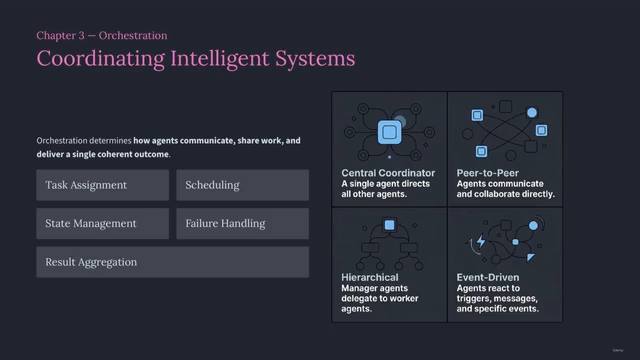 Chapter 3 — Orchestration
Coordinating Intelligent Systems
Orchestration determines how agents communicate, share work, and
deliver a single coherent outcome.
Task Assignment
Scheduling
State Management
Failure Handling
Result Aggregation
Central Coordinator
A single agent directs
all other agents.
Peer-to-Peer
Agents communicate
and collaborate directly.
Hierarchical
Manager agents
delegate to worker
agents.
Event-Driven
Agents react to
triggers, messages,
and specific events.